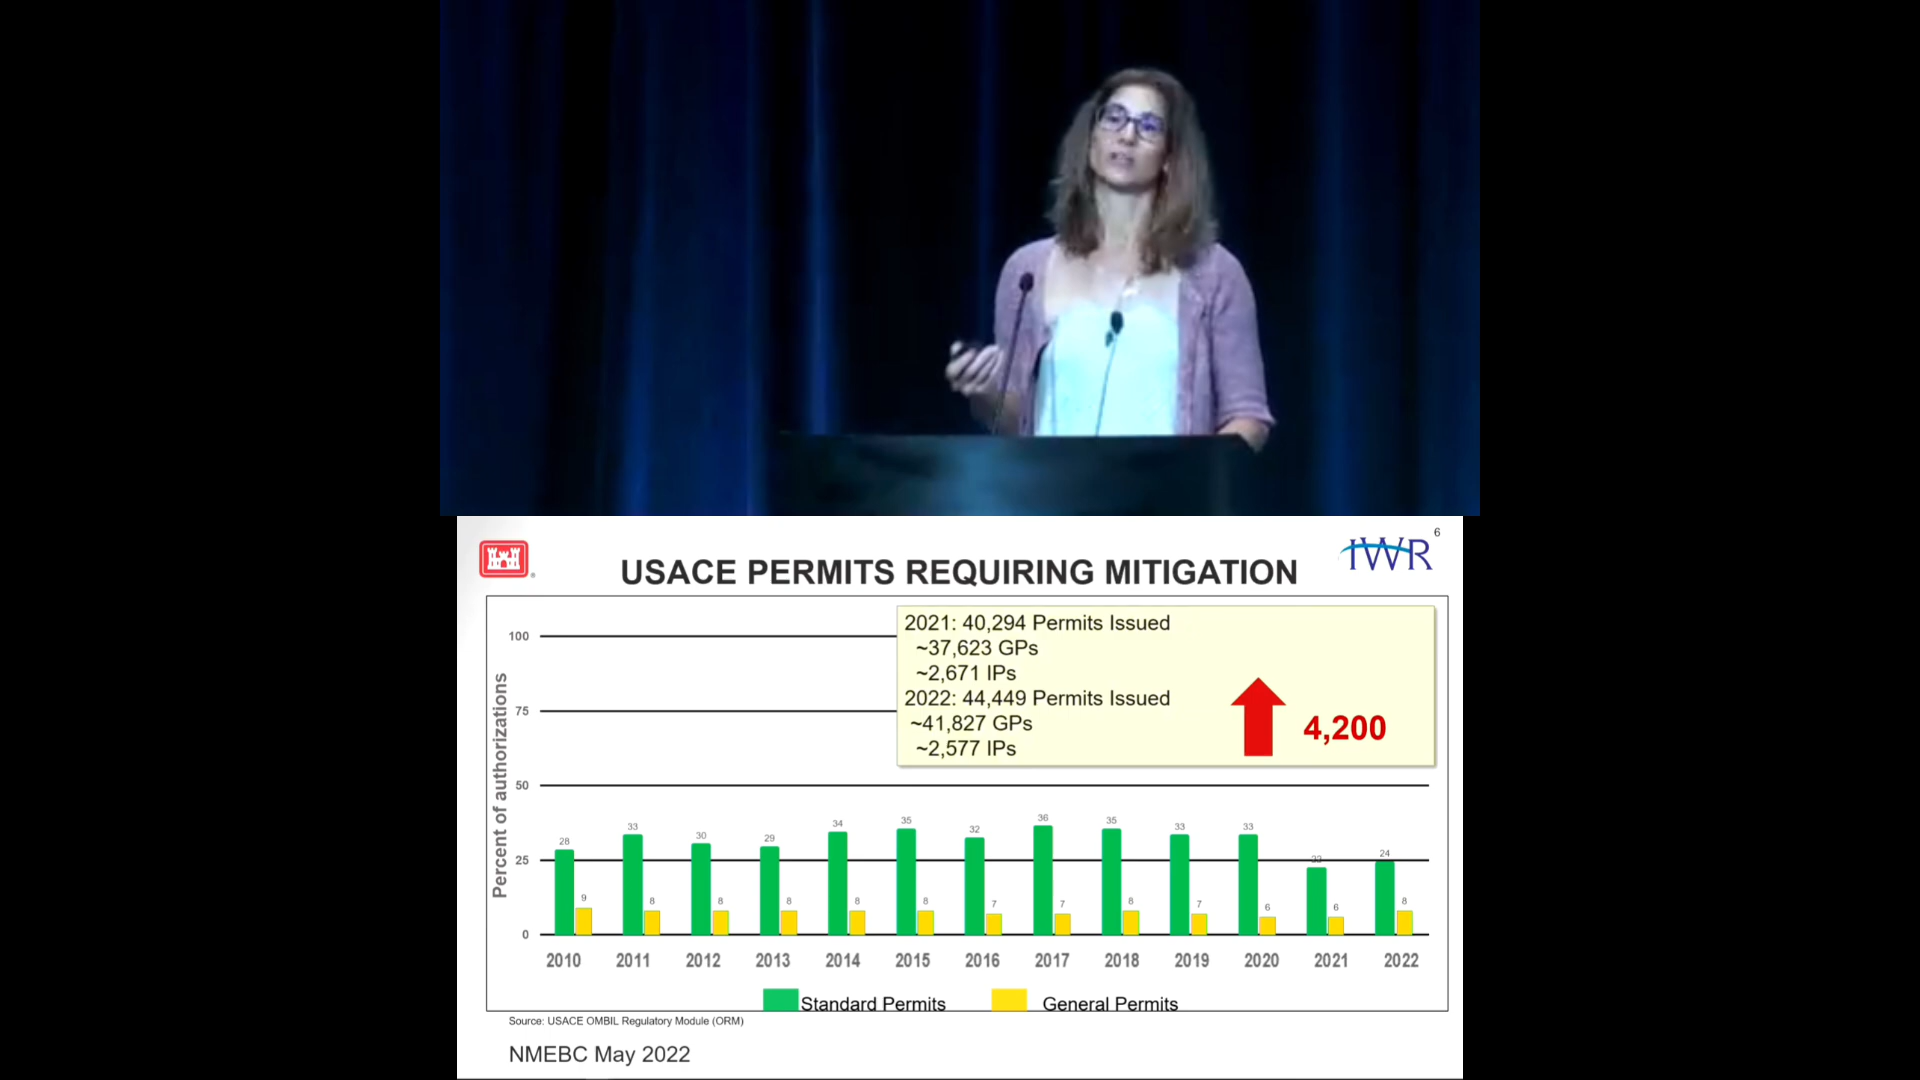 6
IWR
USACE PERMITS REQUIRING MITIGATION
2021: 40,294 Permits Issued
~37,623 GPs
~2,671 IPs
2022: 44,449 Permits Issued
~41,827 GPs
~2,577 IPs
4,200
Percent of authorizations
100
75
50
25
0
28
9
33
8
30
8
29
8
34
8
35
8
32
7
36
7
35
8
33
7
33
6
22
6
24
8
2010 2011 2012 2013 2014 2015 2016 2017 2018 2019 2020 2021 2022
Standard Permits General Permits
Source: USACE OMBIL Regulatory Module (ORM)
NMEBC May 2022